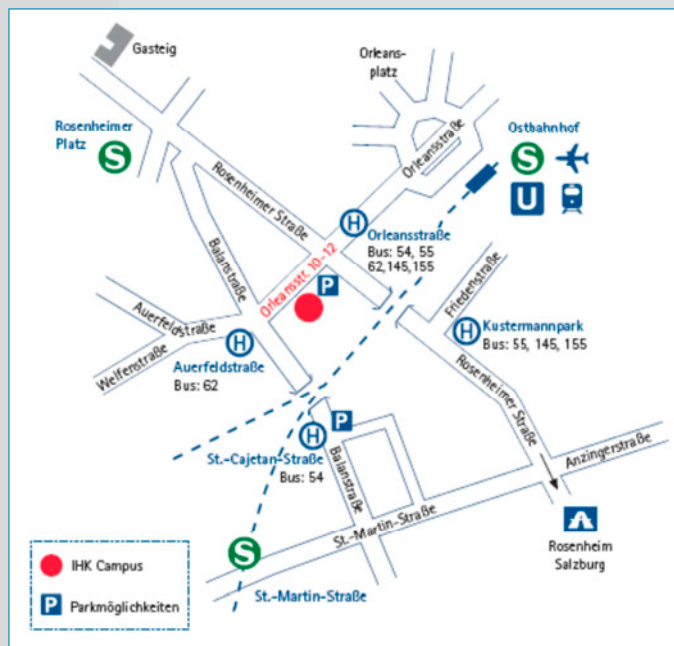 Gasteig
Orleans-
platz
Rosenheimer
Platz
S
Ostbahnhof
S
U
Orleansstraße
Rosenheimer Straße
H
Orleansstraße
Bus: 54, 55
62,145,155
Balanstraße
Orleansstr. 10-12
P
Friedenstraße
H
Kustermannpark
Bus: 55, 145, 155
Auerfeldstraße
Welfenstraße
H
Auerfeldstraße
Bus: 62
Rosenheimer Straße
P
H
St.-Cajetan-Straße
Bus: 54
Balanstraße
Anzingerstraße
St.-Martin-Straße
Rosenheim
Salzburg
S
St.-Martin-Straße
IHK Campus
P Parkmöglichkeiten